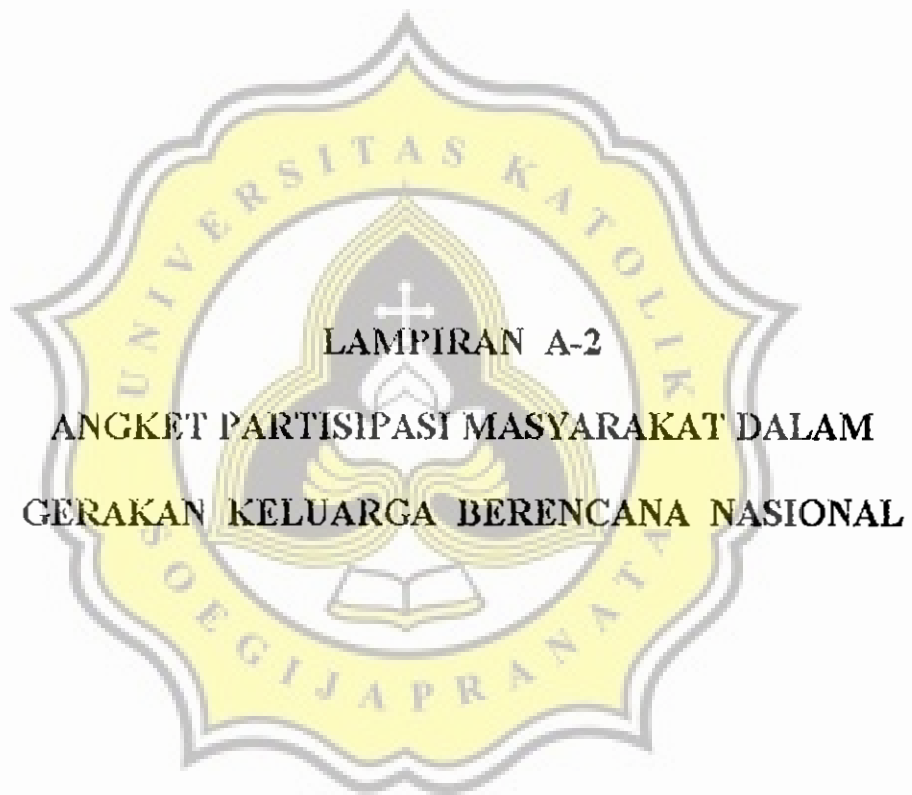 UNIVERSITAS KATOLIK
LAMPIRAN A-2
ANGKET PARTISIPASI MASYARAKAT DALAM
GERAKAN KELUARGA BERENCANA NASIONAL
SOEGIJAPRANATA